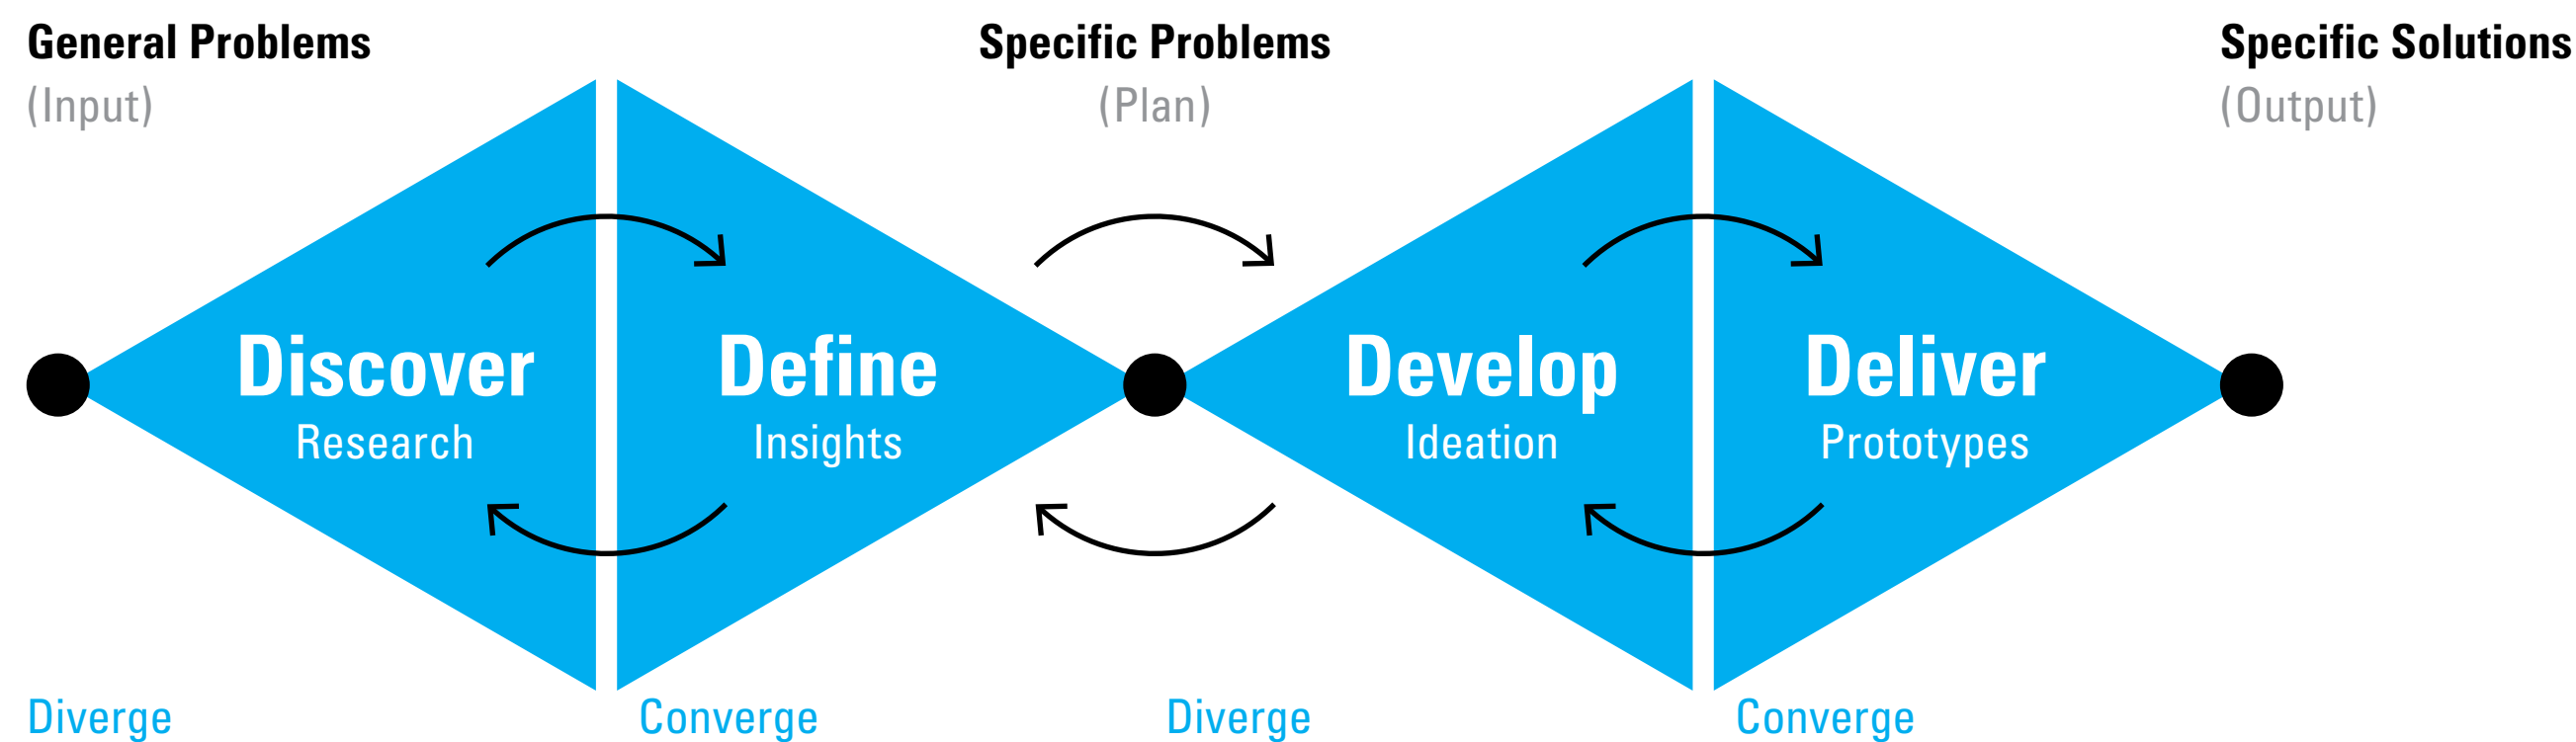 General Problems
(Input)
Specific Problems
(Plan)
Specific Solutions
(Output)
Discover
Research
Define
Insights
Develop
Ideation
Deliver
Prototypes
Diverge
Converge
Diverge
Converge